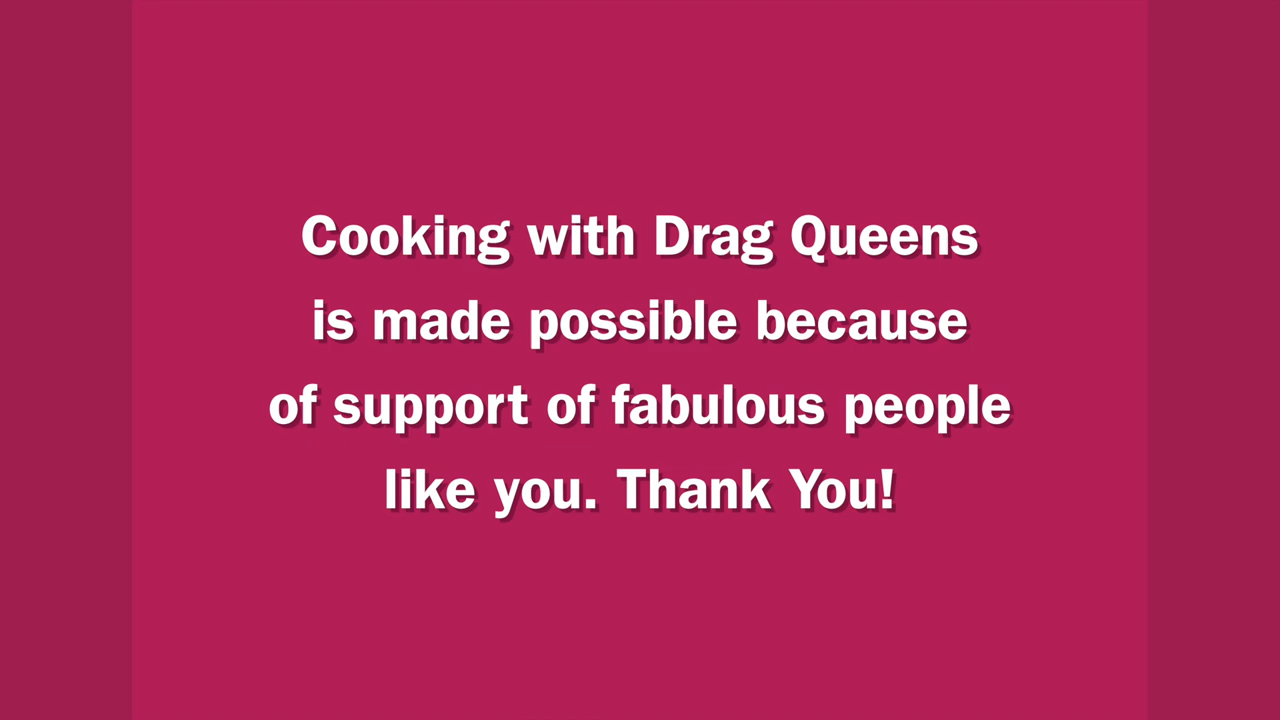 Cooking with Drag Queens
is made possible because
of support of fabulous people
like you. Thank You!